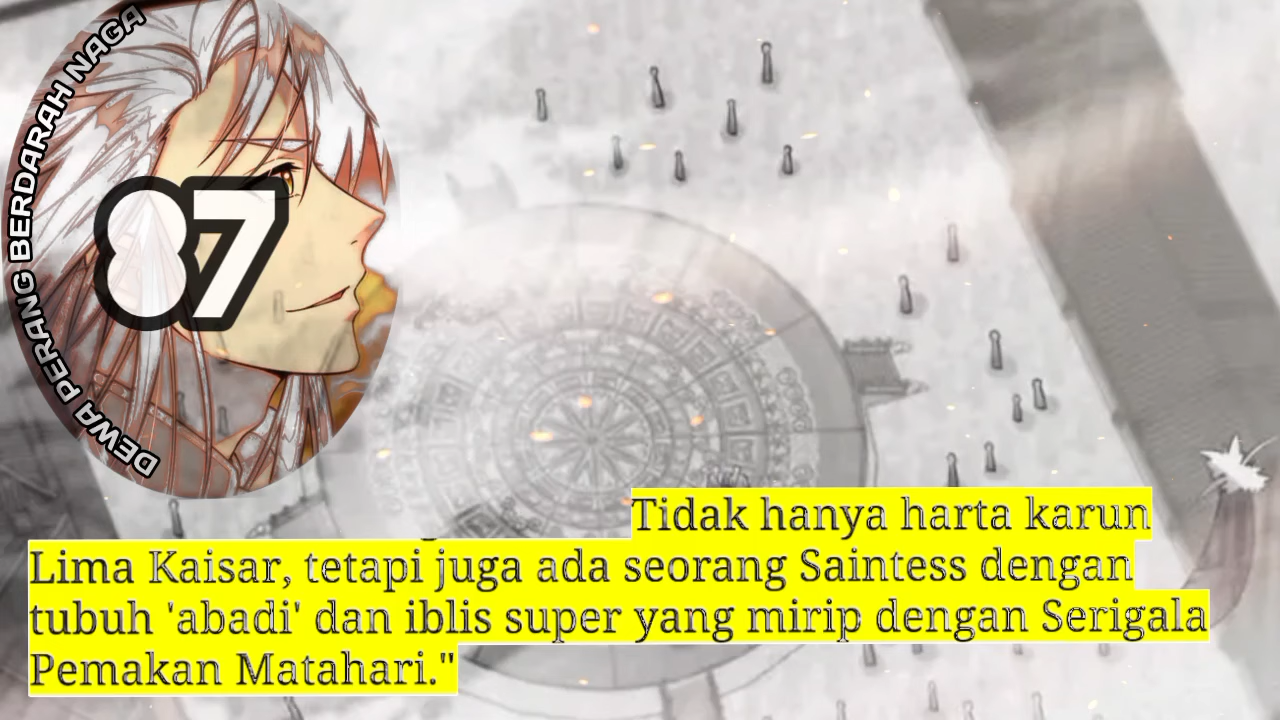 DEWA PERANG BERDARAH NAGA
87
Tidak hanya harta karun
Lima Kaisar, tetapi juga ada seorang Saintess dengan
tubuh 'abadi' dan iblis super yang mirip dengan Serigala
Pemakan Matahari."